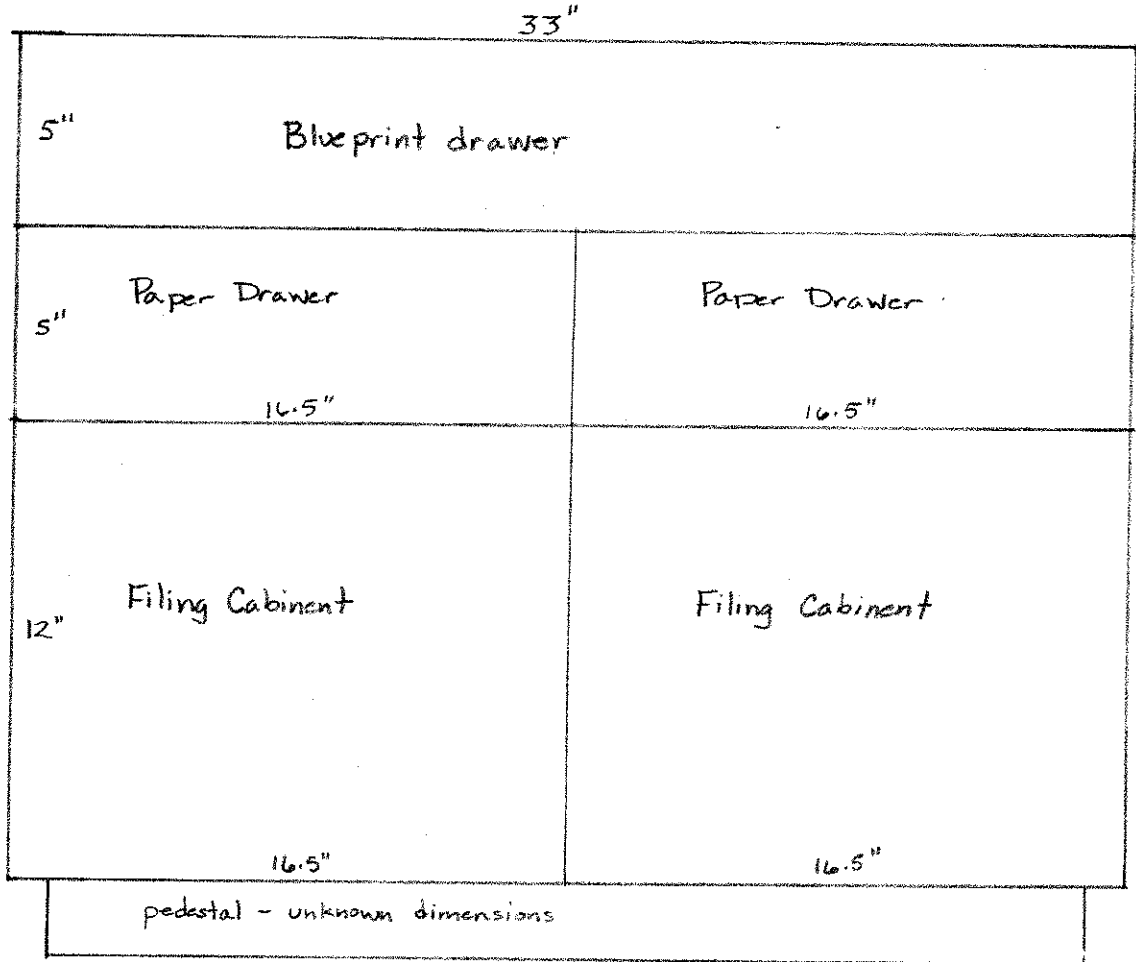 33"
5"
Blueprint drawer
5"
Paper Drawer
Paper Drawer
16.5"
16.5"
12"
Filing Cabinent
Filing Cabinent
16.5"
16.5"
pedestal - unknown dimensions